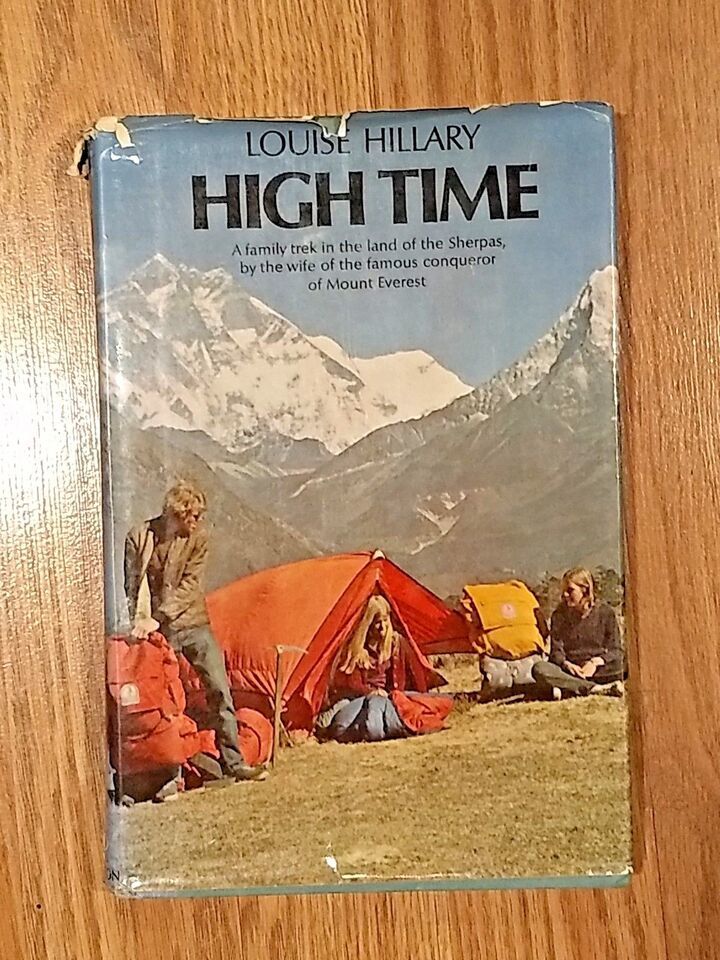 LOUISE HILLARY
HIGH TIME
A family trek in the land of the Sherpas,
by the wife of the famous conqueror
of Mount Everest
ON